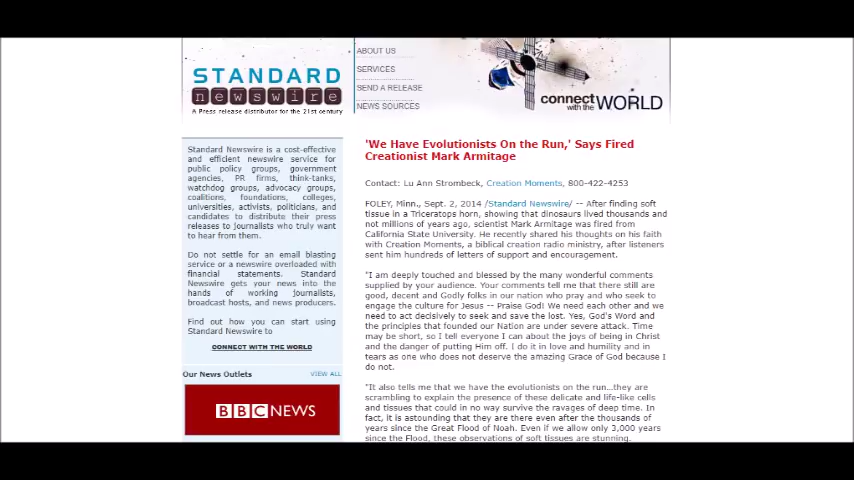 ABOUT US
SERVICES
SEND A RELEASE
NEWS SOURCES
STANDARD
newswire
A Press release distributor for the 21st century
connect
with the WORLD
Standard Newswire is a cost-effective
and efficient newswire service for
public policy groups, government
agencies, PR firms, think-tanks,
watchdog groups, advocacy groups,
coalitions, foundations, colleges,
universities, activists, politicians, and
candidates to distribute their press
releases to journalists who truly want
to hear from them.
Do not settle for an email blasting
service or a newswire overloaded with
financial statements. Standard
Newswire gets your news into the
hands of working journalists,
broadcast hosts, and news producers.
Find out how you can start using
Standard Newswire to
CONNECT WITH THE WORLD
Our News Outlets VIEW ALL
BBC NEWS
'We Have Evolutionists On the Run,' Says Fired
Creationist Mark Armitage
Contact: Lu Ann Strombeck, Creation Moments, 800-422-4253
FOLEY, Minn., Sept. 2, 2014 /Standard Newswire/ -- After finding soft
tissue in a Triceratops horn, showing that dinosaurs lived thousands and
not millions of years ago, scientist Mark Armitage was fired from
California State University. He recently shared his thoughts on his faith
with Creation Moments, a biblical creation radio ministry, after listeners
sent him hundreds of letters of support and encouragement.
"I am deeply touched and blessed by the many wonderful comments
supplied by your audience. Your comments tell me that there still are
good, decent and Godly folks in our nation who pray and who seek to
engage the culture for Jesus -- Praise God! We need each other and we
need to act decisively to seek and save the lost. Yes, God's Word and
the principles that founded our Nation are under severe attack. Time
may be short, so I tell everyone I can about the joys of being in Christ
and the danger of putting Him off. I do it in love and humility and in
tears as one who does not deserve the amazing Grace of God because I
do not.
"It also tells me that we have the evolutionists on the run...they are
scrambling to explain the presence of these delicate and life-like cells
and tissues that could in no way survive the ravages of deep time. In
fact, it is astounding that they are there even after the thousands of
years since the Great Flood of Noah. Even if we allow only 3,000 years
since the Flood, these observations of soft tissues are stunning.